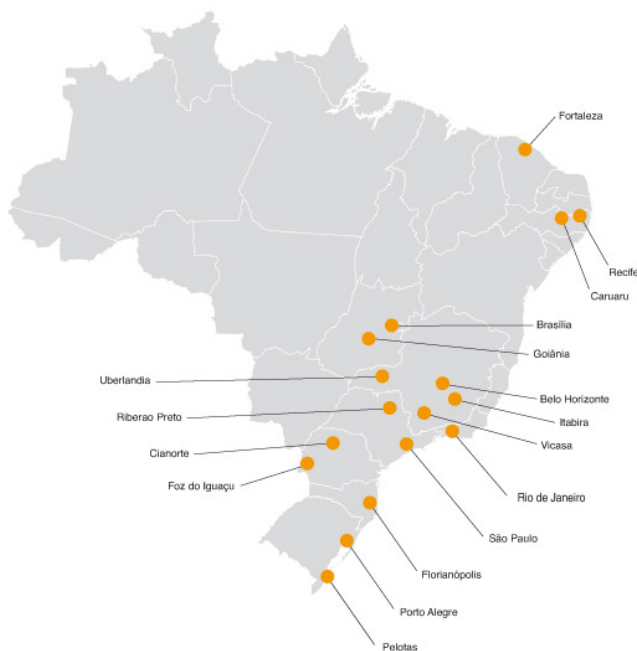 Fortaleza
Recife
Caruaru
Brasília
Goiânia
Uberlandia
Belo Horizonte
Riberao Preto
Itabira
Vicasa
Cianorte
Foz do Iguaçu
Rio de Janeiro
São Paulo
Florianópolis
Porto Alegre
Pelotas